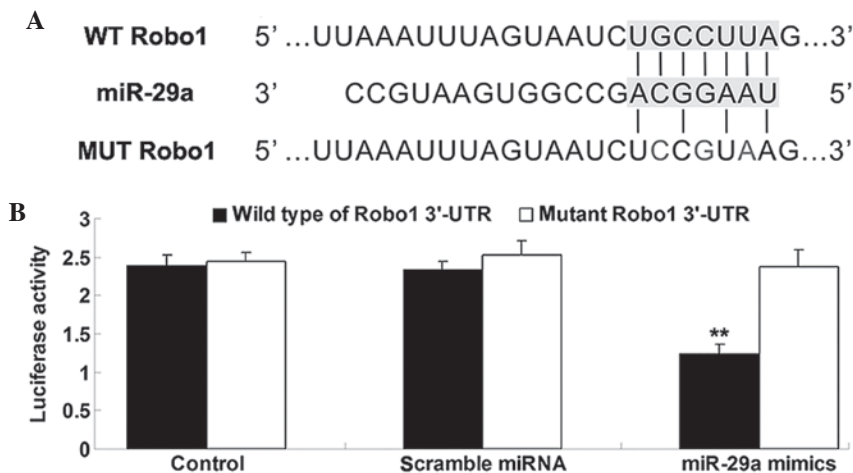 A
WT Robo1 5’ ...UUAAAUUUAGUAAUCUGCCUUAG...3’
miR-29a 3’ CCGUAAGUGGCCGACGGAAU 5’
MUT Robo1 5’ ...UUAAAUUUAGUAAUCUCCGUAAG...3’
B
Wild type of Robo1 3'-UTR Mutant Robo1 3'-UTR
Luciferase activity
3
2.5
2
1.5
1
0.5
0
**
Control Scramble miRNA miR-29a mimics